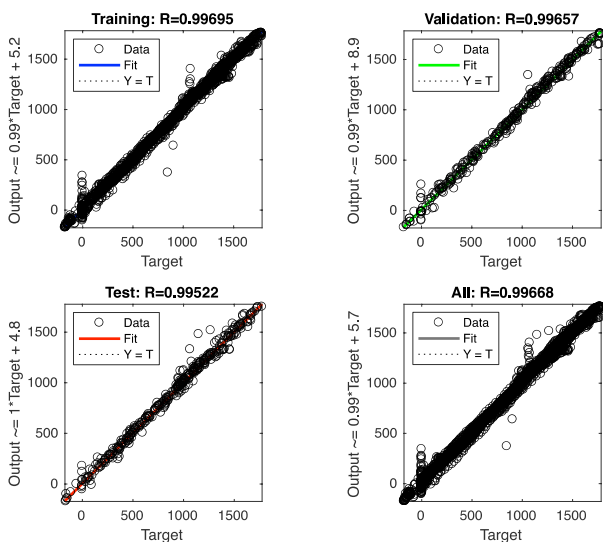 Training: R=0.99695
Output ~= 0.99*Target + 5.2
1500
1000
500
0
Data
Fit
Y = T
0
500
1000
1500
Target
Validation: R=0.99657
Output ~= 0.99*Target + 8.9
1500
1000
500
0
Data
Fit
Y = T
0
500
1000
1500
Target
Test: R=0.99522
Output ~= 1*Target + 4.8
1500
1000
500
0
Data
Fit
Y = T
0
500
1000
1500
Target
All: R=0.99668
Output ~= 0.99*Target + 5.7
1500
1000
500
0
Data
Fit
Y = T
0
500
1000
1500
Target